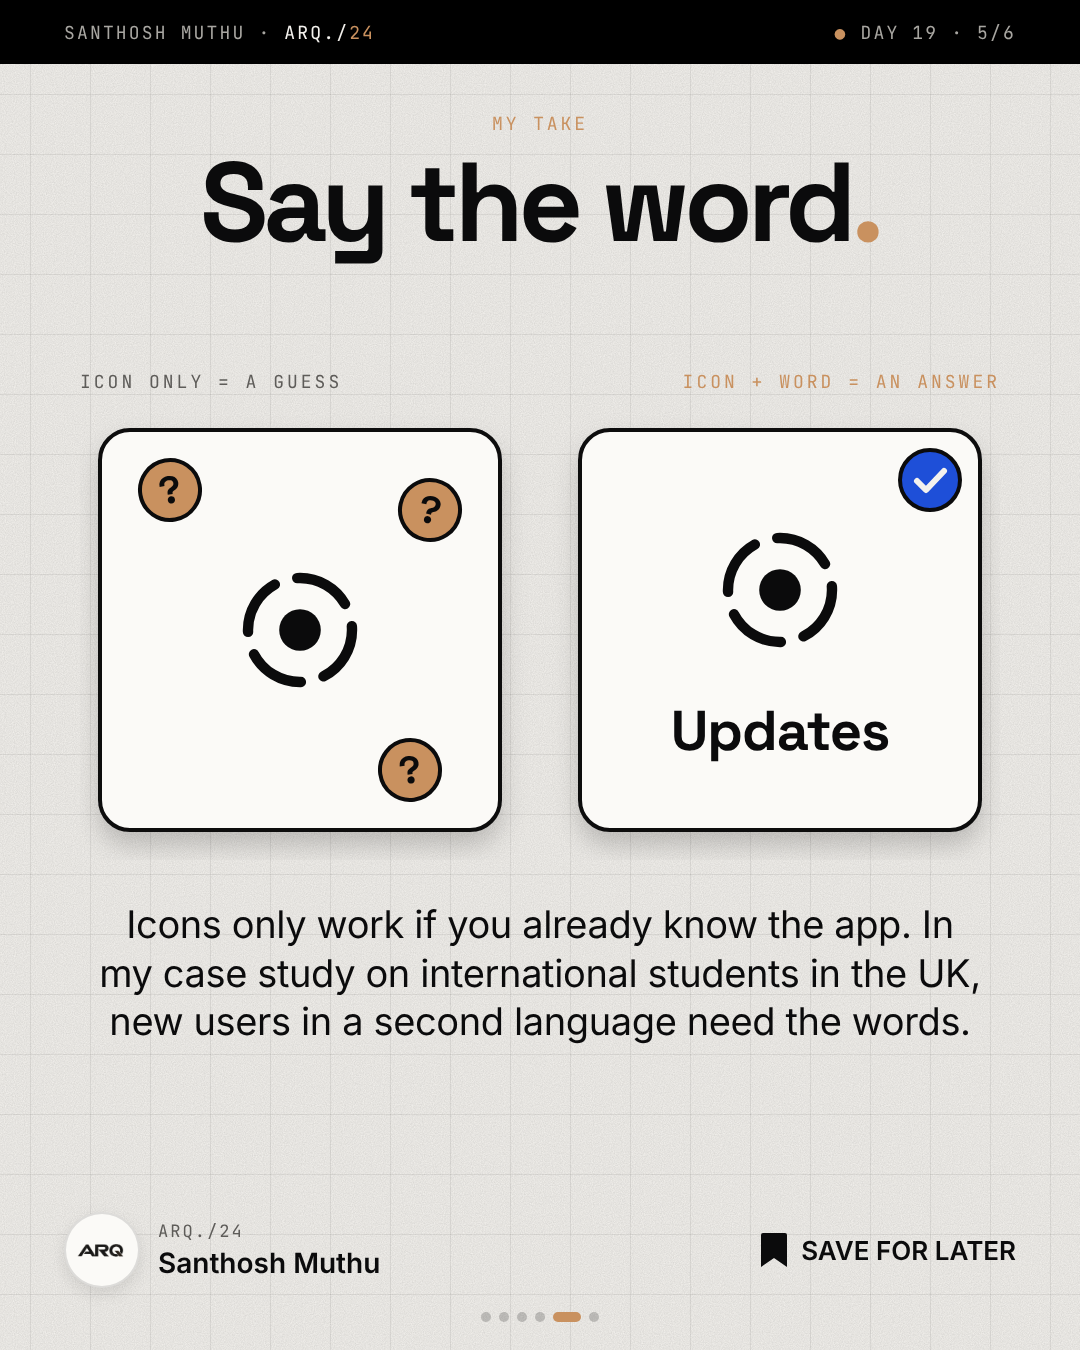 SANTHOSH MUTHU · ARQ./24
DAY 19 · 5/6
MY TAKE
Say the word.
ICON ONLY = A GUESS
ICON + WORD = AN ANSWER
?
?
?
Updates
Icons only work if you already know the app. In
my case study on international students in the UK,
new users in a second language need the words.
ARQ
ARQ./24
Santhosh Muthu
SAVE FOR LATER